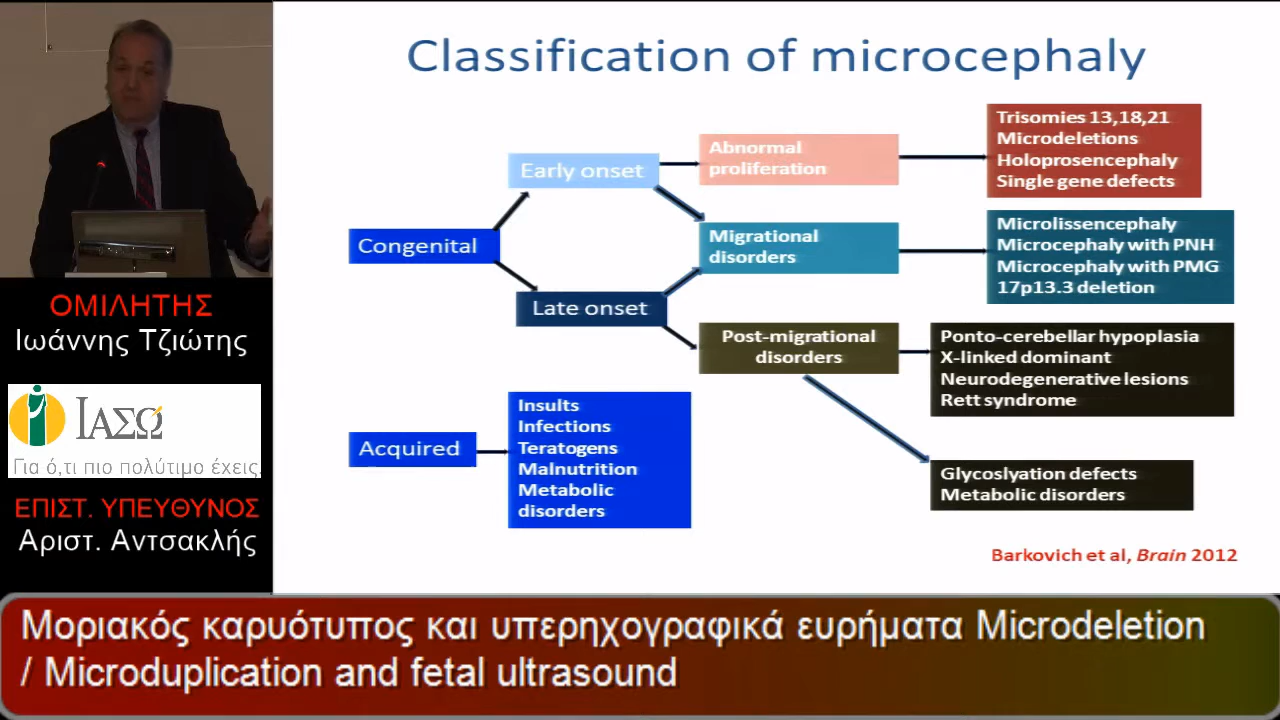 Classification of microcephaly
Congenital
Early onset
Late onset
Abnormal
proliferation
Migrational
disorders
Post-migrational
disorders
Trisomies 13,18,21
Microdeletions
Holoprosencephaly
Single gene defects
Microlissencephaly
Microcephaly with PNH
Microcephaly with PMG
17p13.3 deletion
Ponto-cerebellar hypoplasia
X-linked dominant
Neurodegenerative lesions
Rett syndrome
Glycoslyation defects
Metabolic disorders
Acquired
Insults
Infections
Teratogens
Malnutrition
Metabolic
disorders
Barkovich et al, Brain 2012
ΟΜΙΛΗΤΗΣ
Ιωάννης Τζιώτης
ΙΑΣΩ
Για ό,τι πιο πολύτιμο έχεις.
ΕΠΙΣΤ. ΥΠΕΥΘΥΝΟΣ
Αριστ. Αντσακλής
Μοριακός καρυότυπος και υπερηχογραφικά ευρήματα Microdeletion
/ Microduplication and fetal ultrasound